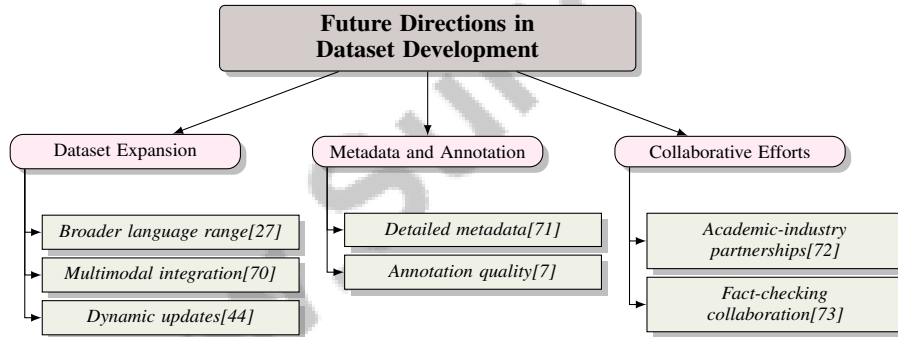 Future Directions in
Dataset Development
Dataset Expansion
Metadata and Annotation
Collaborative Efforts
Broader language range[27]
Multimodal integration[70]
Dynamic updates[44]
Detailed metadata[71]
Annotation quality[7]
Academic-industry
partnerships[72]
Fact-checking
collaboration[73]